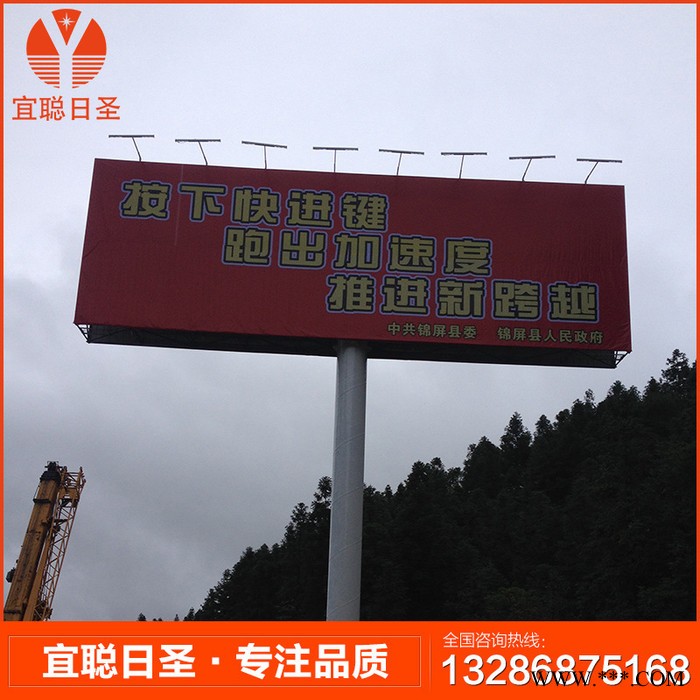 宜聪日圣
按下快进键
跑出加速度
推进新跨越
中共锦屏县委 锦屏县人民政府
宜聪日圣·专注品质
全国咨询热线:
13286875168
WWW.***.COM